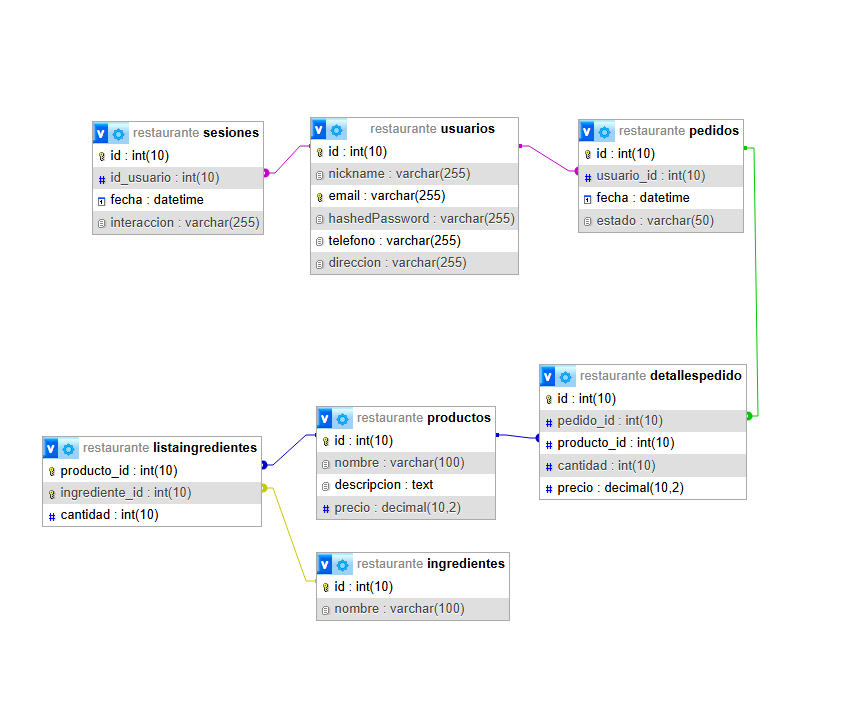 restaurante sesiones
id : int(10)
id_usuario : int(10)
fecha : datetime
interaccion : varchar(255)
restaurante usuarios
id : int(10)
nickname : varchar(255)
email : varchar(255)
hashedPassword : varchar(255)
telefono : varchar(255)
direccion : varchar(255)
restaurante pedidos
id : int(10)
usuario_id : int(10)
fecha : datetime
estado : varchar(50)
restaurante listaingredientes
producto_id : int(10)
ingrediente_id : int(10)
cantidad : int(10)
restaurante productos
id : int(10)
nombre : varchar(100)
descripcion : text
precio : decimal(10,2)
restaurante detallespedido
id : int(10)
pedido_id : int(10)
producto_id : int(10)
cantidad : int(10)
precio : decimal(10,2)
restaurante ingredientes
id : int(10)
nombre : varchar(100)